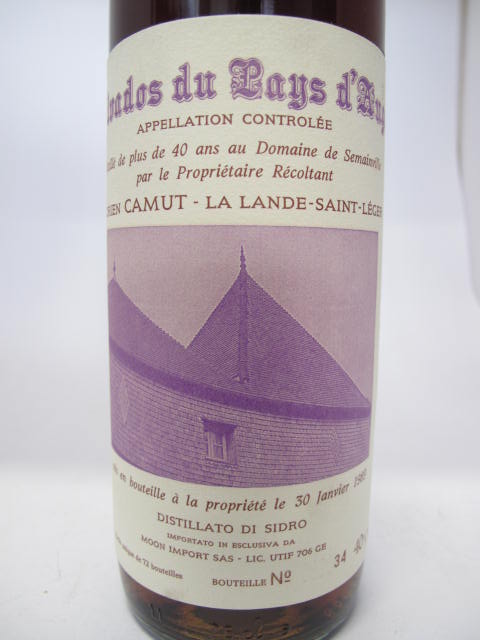 vados du Pays d'Aug
APPELLATION CONTROLÉE
de plus de 40 ans au Domaine de Semainville
par le Propriétaire Récoltant
RIEN CAMUT - LA LANDE-SAINT-LÉGER
en bouteille à la propriété le 30 Janvier 1989
DISTILLATO DI SIDRO
IMPORTATO IN ESCLUSIVA DA
MOON IMPORT SAS - LIC. UTIF 706 GE
unique de 72 bouteilles
BOUTEILLE Nº 34 40